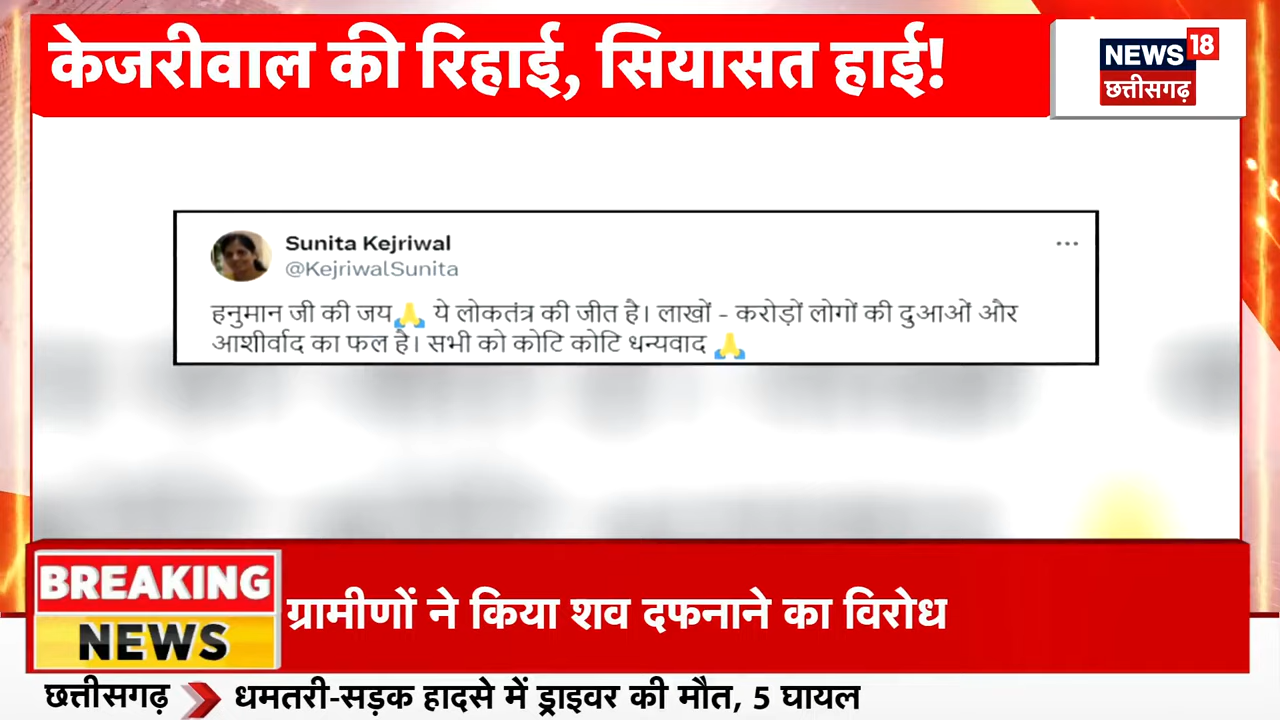 केजरीवाल की रिहाई, सियासत हाई!
NEWS 18
छत्तीसगढ़
Sunita Kejriwal
@KejriwalSunita
हनुमान जी की जय🙏 ये लोकतंत्र की जीत है। लाखों - करोड़ों लोगों की दुआओं और
आशीर्वाद का फल है। सभी को कोटि कोटि धन्यवाद 🙏
BREAKING
NEWS
ग्रामीणों ने किया शव दफनाने का विरोध
छत्तीसगढ़ धमतरी-सड़क हादसे में ड्राइवर की मौत, 5 घायल